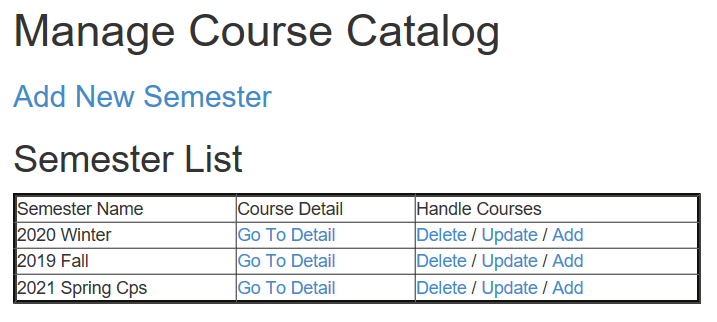 Manage Course Catalog
Add New Semester
Semester List
Semester Name Course Detail Handle Courses
2020 Winter Go To Detail Delete / Update / Add
2019 Fall Go To Detail Delete / Update / Add
2021 Spring Cps Go To Detail Delete / Update / Add